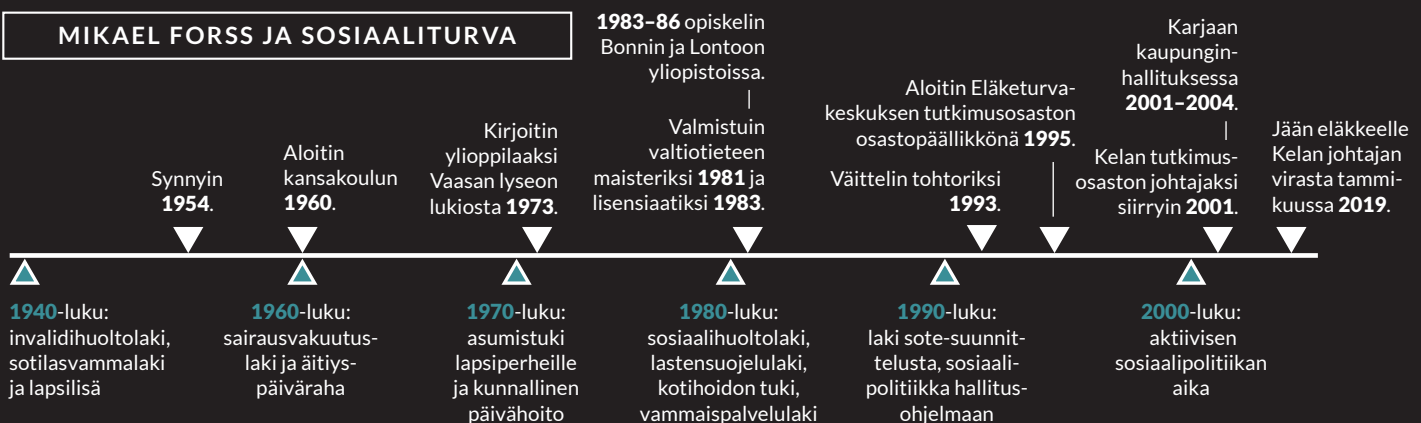 MIKAEL FORSS JA SOSIAALITURVA
Synnyin
1954.
Aloitin
kansakoulun
1960.
Kirjoitin
ylioppilaaksi
Vaasan lyseon
lukiosta 1973.
1983–86 opiskelin
Bonnin ja Lontoon
yliopistoissa.
Valmistuin
valtiotieteen
maisteriksi 1981 ja
lisensiaatiksi 1983.
Väittelin tohtoriksi
1993.
Aloitin Eläketurva-
keskuksen tutkimusosaston
osastopäällikkönä 1995.
Karjaan
kaupungin-
hallituksessa
2001–2004.
Kelan tutkimus-
osaston johtajaksi
siirryin 2001.
Jään eläkkeelle
Kelan johtajan
virasta tammi-
kuussa 2019.
1940-luku:
invalidihuoltolaki,
sotilasvammalaki
ja lapsilisä
1960-luku:
sairausvakuutus-
laki ja äitiys-
päiväraha
1970-luku:
asumistuki
lapsiperheille
ja kunnallinen
päivähoito
1980-luku:
sosiaalihuoltolaki,
lastensuojelulaki,
kotihoidon tuki,
vammaispalvelulaki
1990-luku:
laki sote-suunnit-
telusta, sosiaali-
politiikka hallitus-
ohjelmaan
2000-luku:
aktiivisen
sosiaalipolitiikan
aika